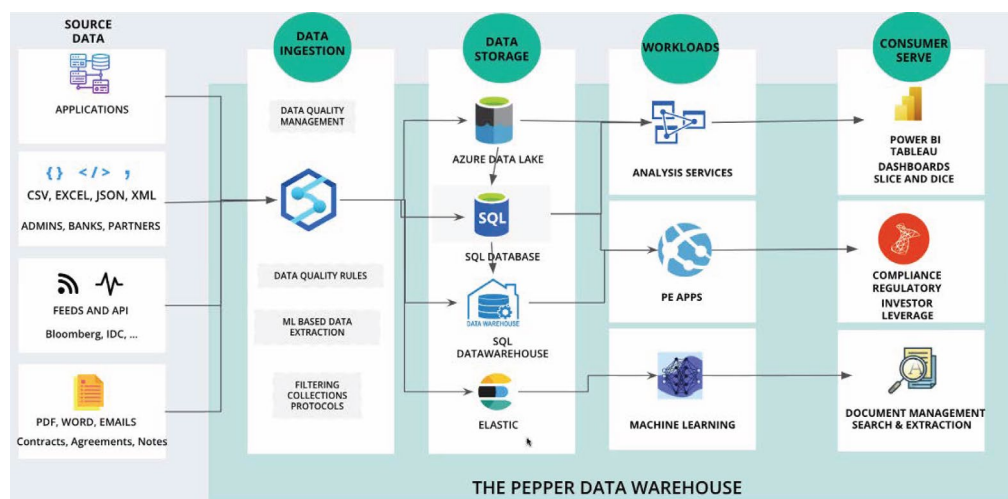 SOURCE
DATA
APPLICATIONS
{ } </> ,
CSV, EXCEL, JSON, XML
ADMINS, BANKS, PARTNERS
FEEDS AND API
Bloomberg, IDC, ...
PDF, WORD, EMAILS
Contracts, Agreements, Notes
DATA
INGESTION
DATA QUALITY
MANAGEMENT
DATA QUALITY RULES
ML BASED DATA
EXTRACTION
FILTERING
COLLECTIONS
PROTOCOLS
DATA
STORAGE
AZURE DATA LAKE
SQL
SQL DATABASE
DATA WAREHOUSE
SQL
DATAWAREHOUSE
ELASTIC
WORKLOADS
ANALYSIS SERVICES
PE APPS
MACHINE LEARNING
CONSUMER
SERVE
POWER BI
TABLEAU
DASHBOARDS
SLICE AND DICE
COMPLIANCE
REGULATORY
INVESTOR
LEVERAGE
A
DOCUMENT MANAGEMENT
SEARCH & EXTRACTION
THE PEPPER DATA WAREHOUSE